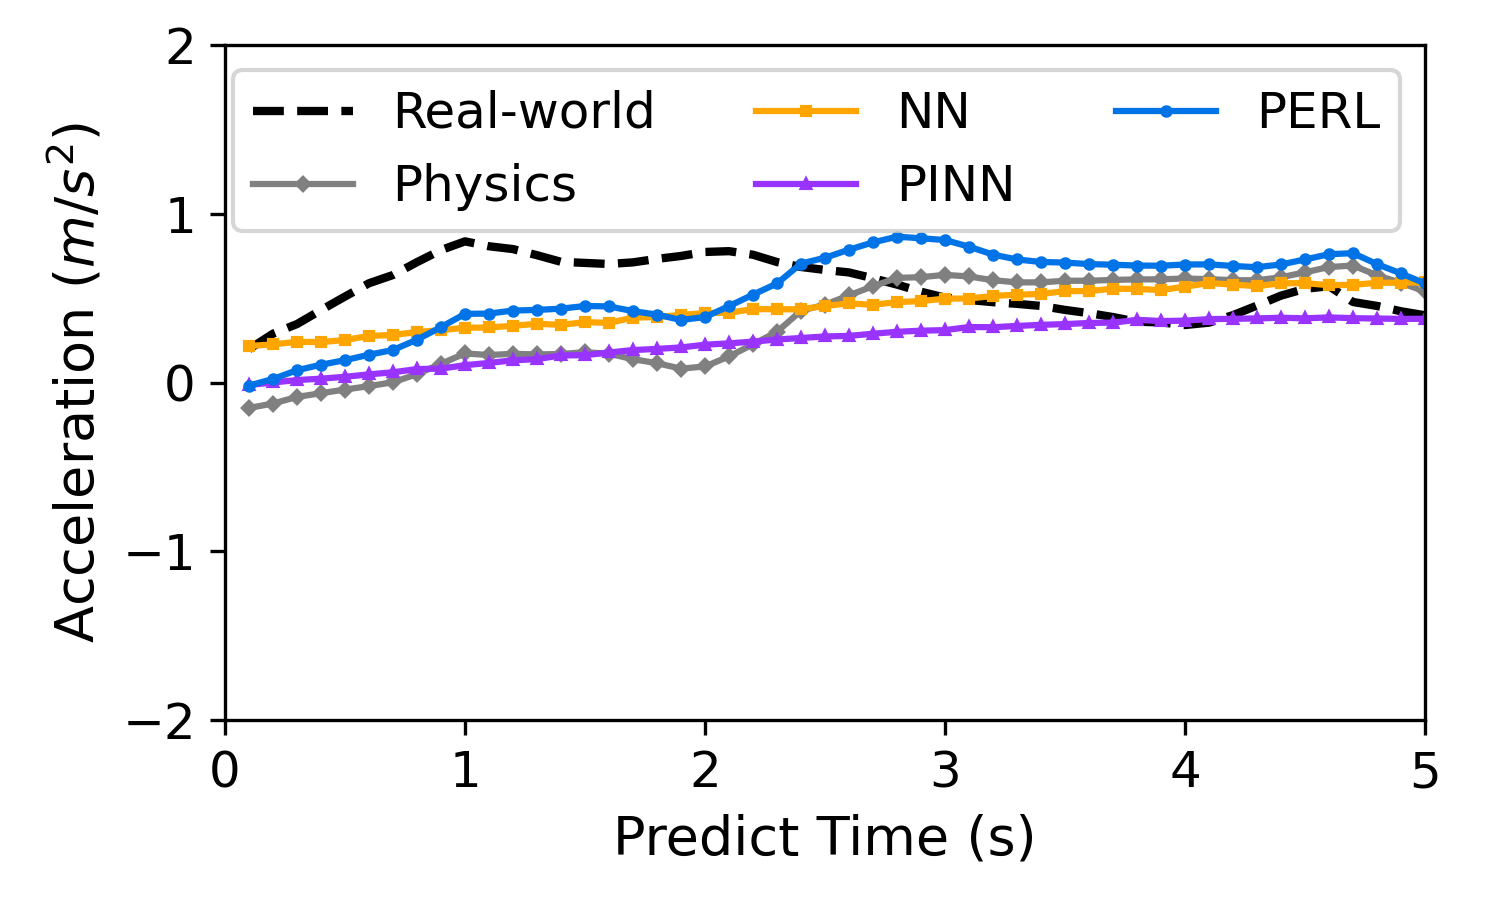 Acceleration (m/s²)
2
1
0
−1
−2
Real-world
Physics
NN
PINN
PERL
0 1 2 3 4 5
Predict Time (s)